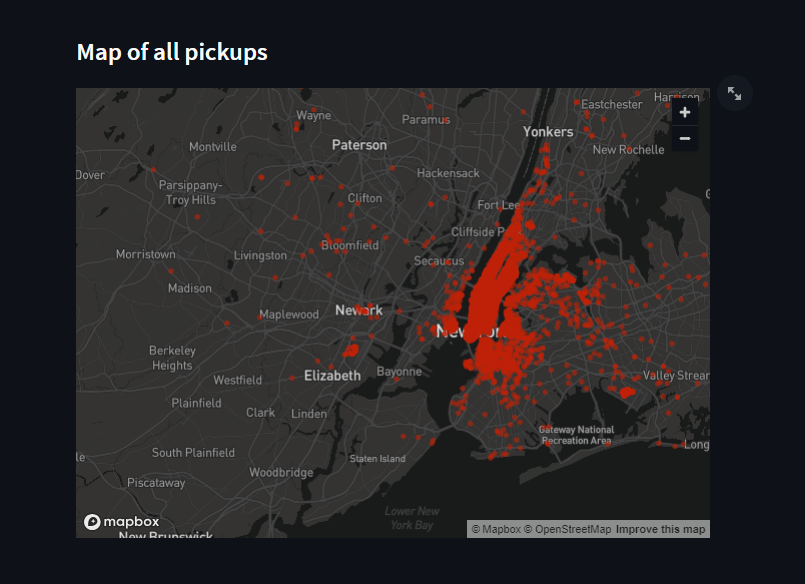 Map of all pickups
Harrison
Eastchester
Wayne
Paramus
Yonkers
Paterson
Montville
New Rochelle
Dover
Hackensack
Parsippany-
Troy Hills
Clifton
Fort Lee
Cliffside P
Bloomfield
Morristown
Livingston
Secaucus
Madison
Newark
Maplewood
New York
Berkeley
Heights
Elizabeth
Bayonne
Valley Strear
Westfield
Plainfield
Clark
Linden
Gateway National
Recreation Area
Long
South Plainfield
Staten Island
Woodbridge
Piscataway
Lower New
York Bay
mapbox
© Mapbox © OpenStreetMap Improve this map
New Brunswick